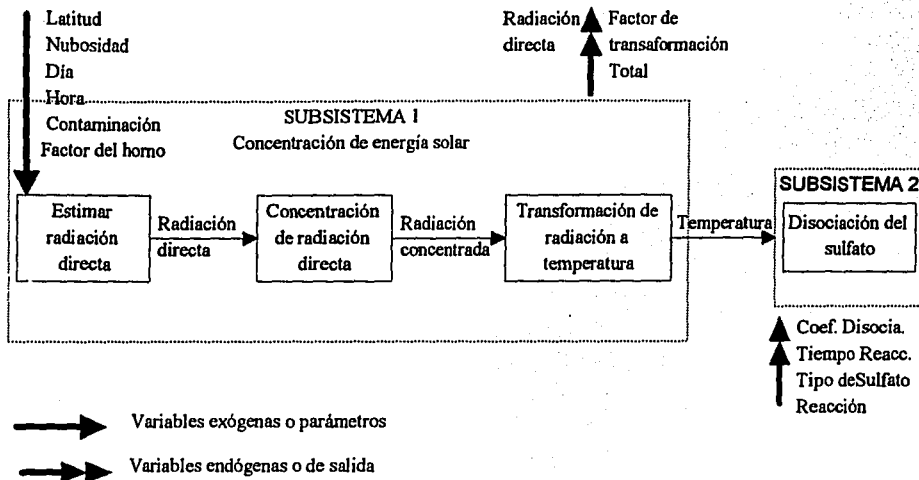 Latitud
Nubosidad
Día
Hora
Contaminación
Factor del horno
Radiación
directa
Factor de
transaformación
Total
SUBSISTEMA 1
Concentración de energía solar
Estimar
radiación
directa
Radiación
directa
Concentración
de radiación
directa
Radiación
concentrada
Transformación de
radiación a
temperatura
Temperatura
SUBSISTEMA 2
Disociación del
sulfato
Coef. Disocia.
Tiempo Reacc.
Tipo deSulfato
Reacción
Variables exógenas o parámetros
Variables endógenas o de salida